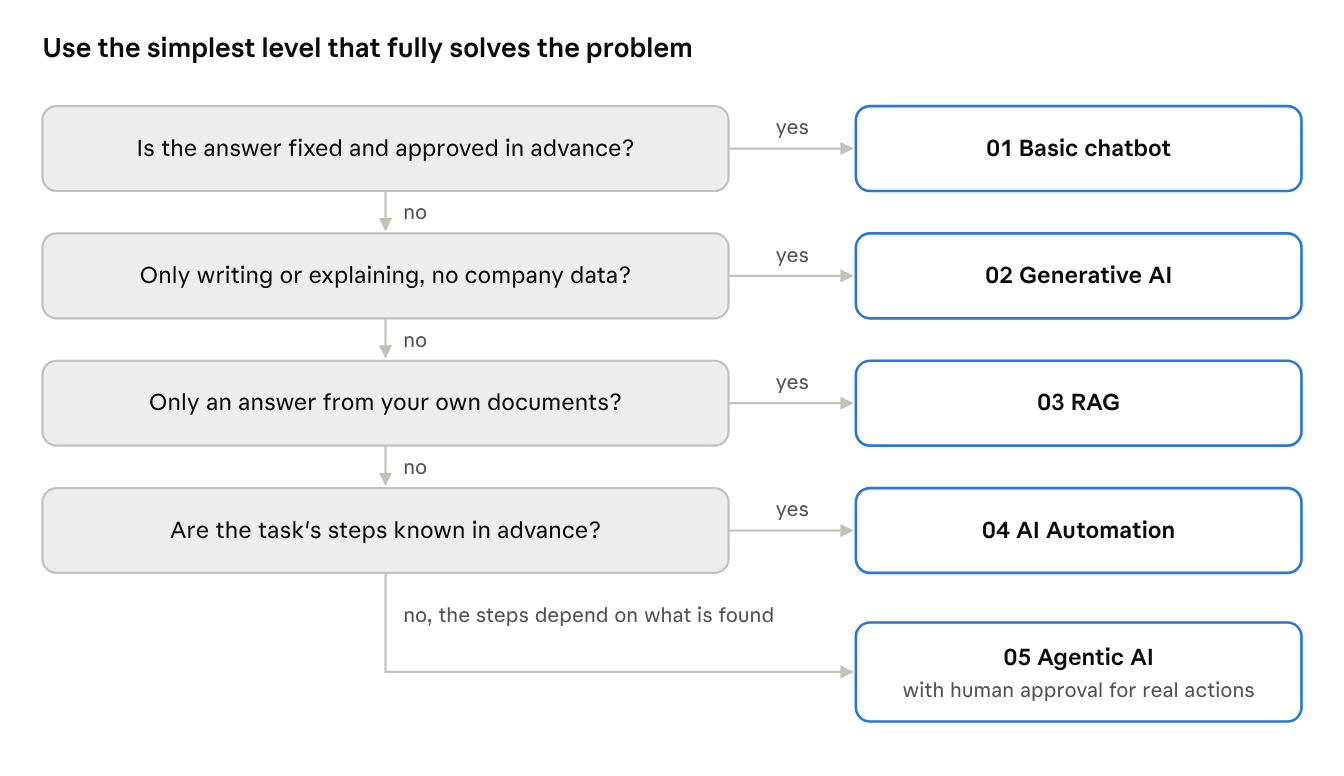 Use the simplest level that fully solves the problem
Is the answer fixed and approved in advance?
yes
01 Basic chatbot
no
Only writing or explaining, no company data?
yes
02 Generative AI
no
Only an answer from your own documents?
yes
03 RAG
no
Are the task's steps known in advance?
yes
04 AI Automation
no, the steps depend on what is found
05 Agentic AI
with human approval for real actions